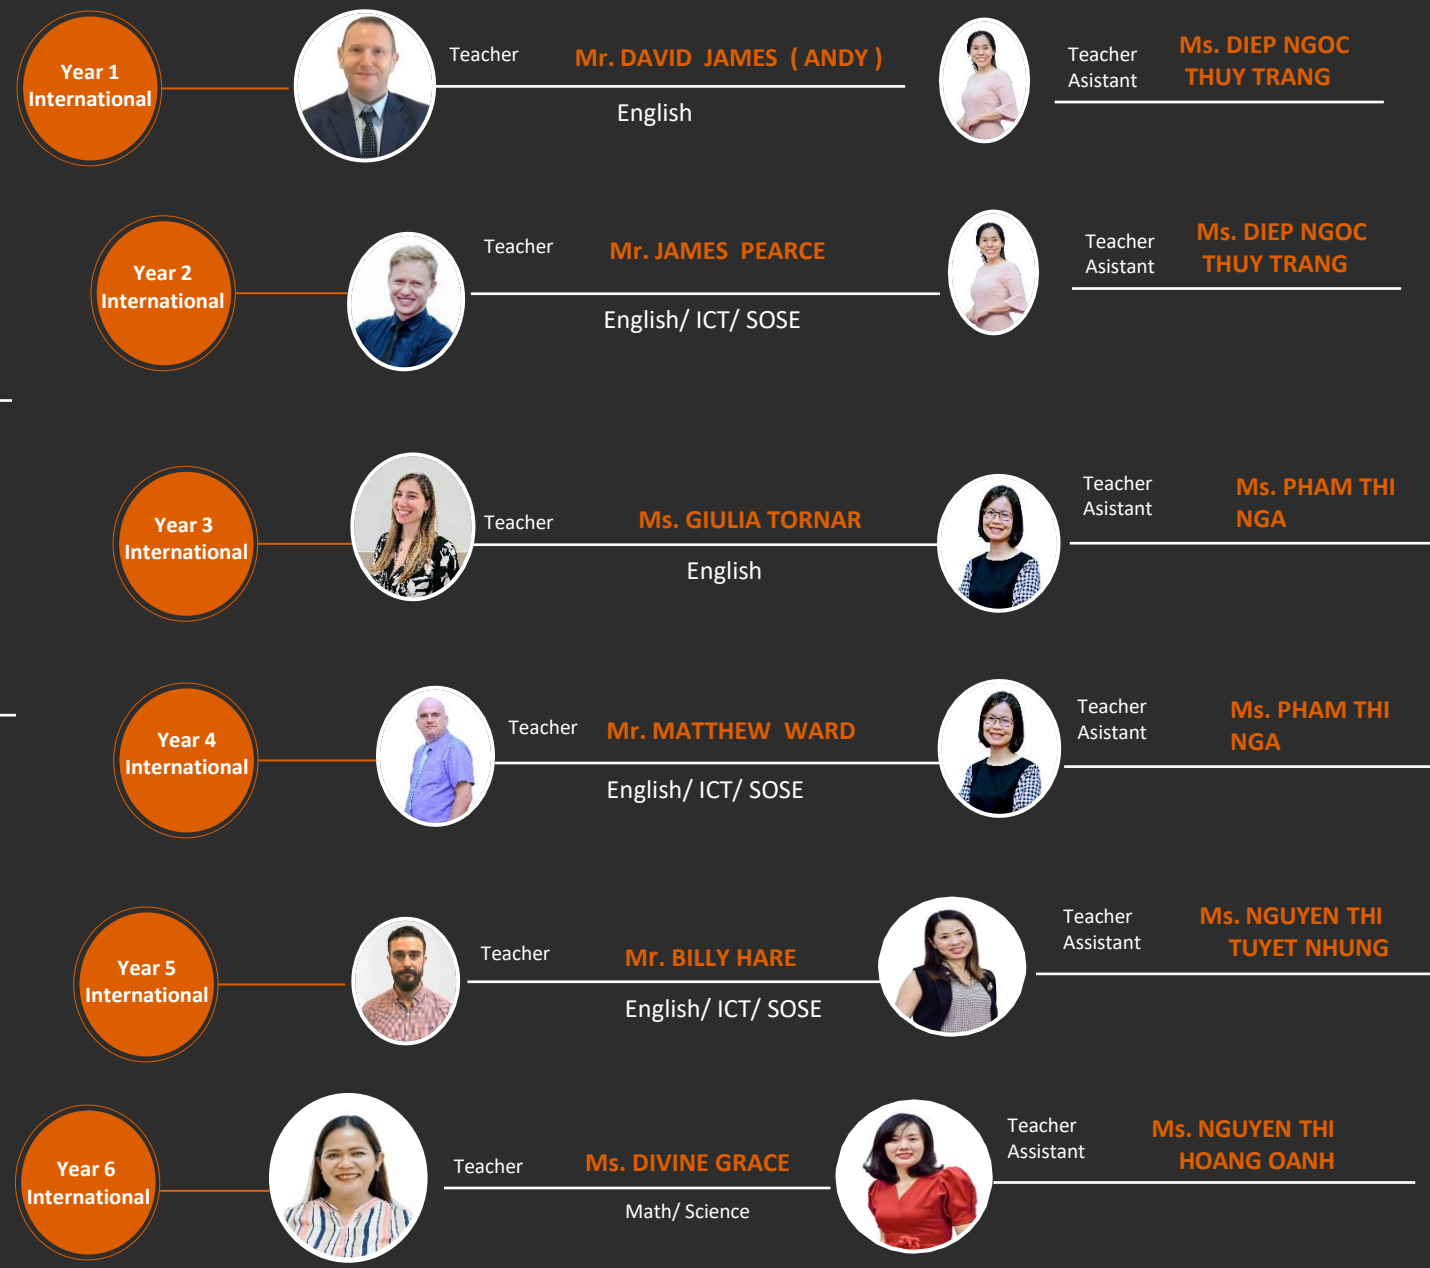 Year 1
International
Teacher
Mr. DAVID JAMES ( ANDY )
English
Teacher
Asistant
Ms. DIEP NGOC
THUY TRANG
Year 2
International
Teacher
Mr. JAMES PEARCE
English/ ICT/ SOSE
Teacher
Asistant
Ms. DIEP NGOC
THUY TRANG
Year 3
International
Teacher
Ms. GIULIA TORNAR
English
Teacher
Asistant
Ms. PHAM THI
NGA
Year 4
International
Teacher
Mr. MATTHEW WARD
English/ ICT/ SOSE
Teacher
Asistant
Ms. PHAM THI
NGA
Year 5
International
Teacher
Mr. BILLY HARE
English/ ICT/ SOSE
Teacher
Assistant
Ms. NGUYEN THI
TUYET NHUNG
Year 6
International
Teacher
Ms. DIVINE GRACE
Math/ Science
Teacher
Assistant
Ms. NGUYEN THI
HOANG OANH